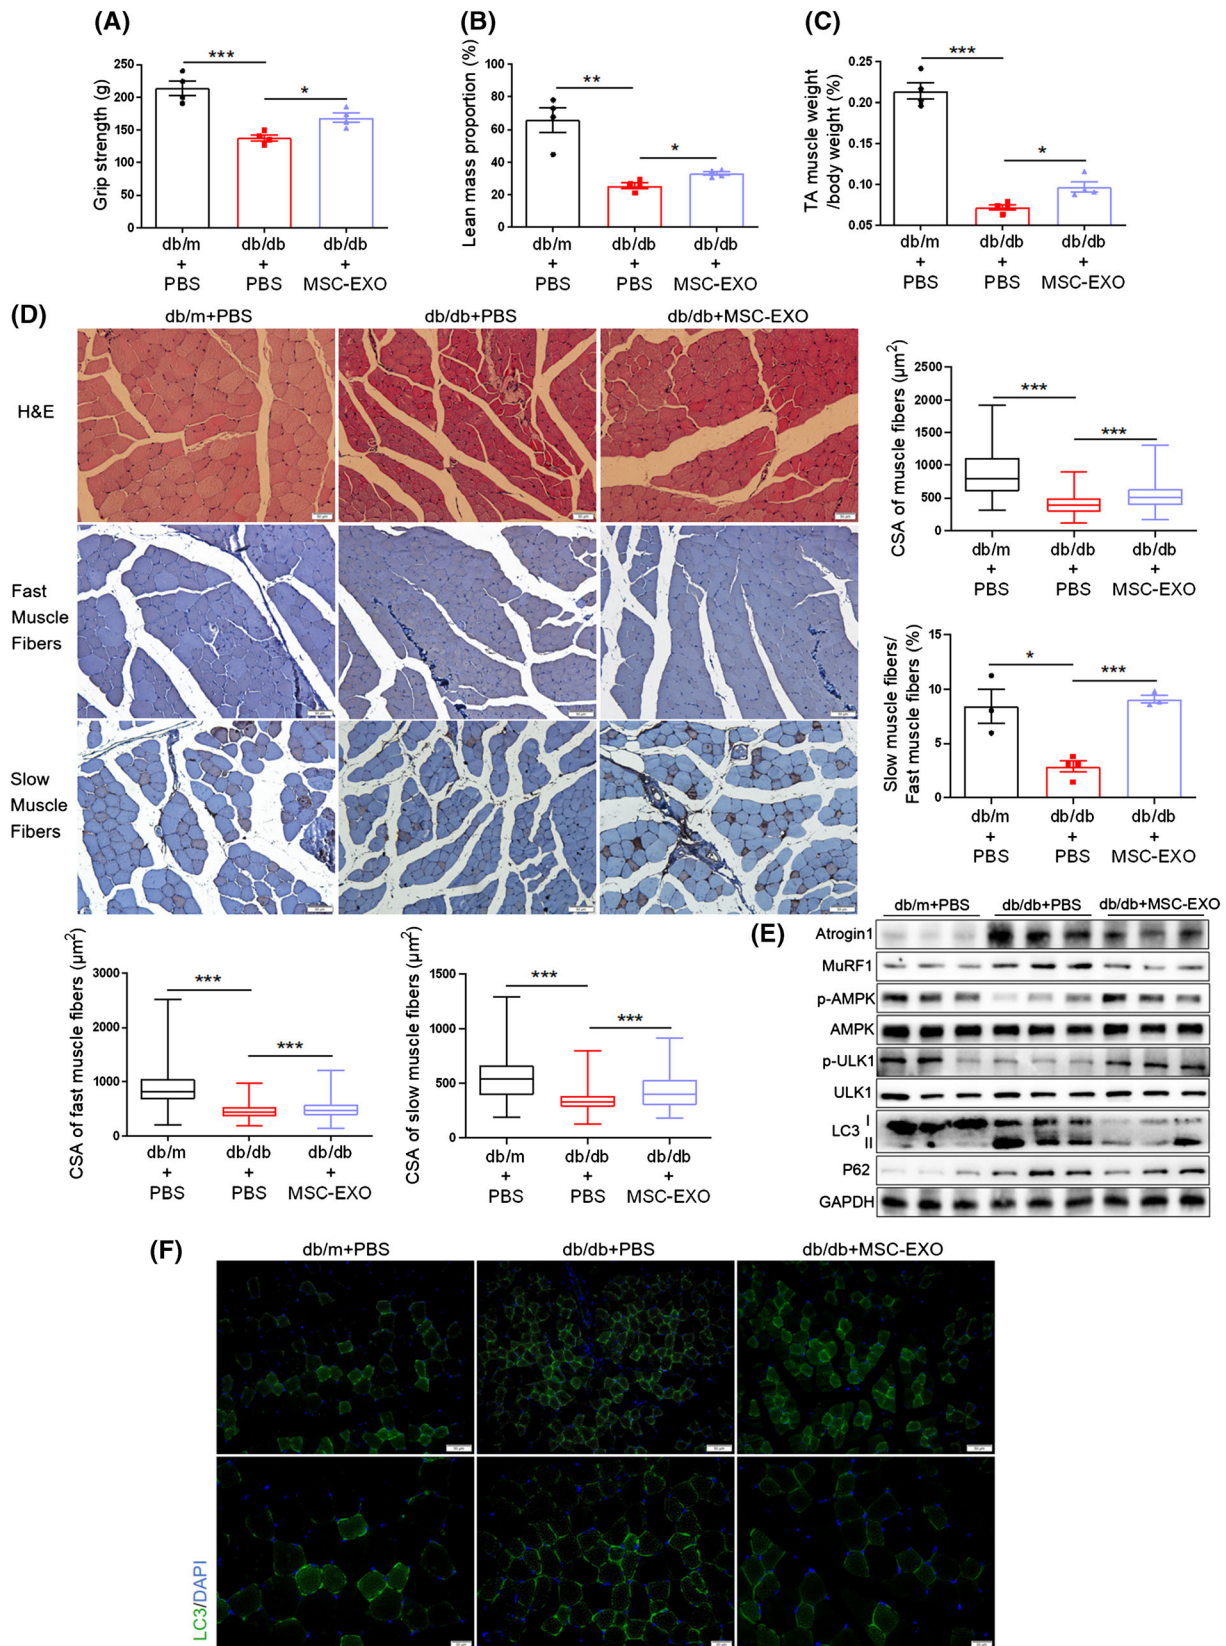 (A)
Grip strength (g)
250
200
150
100
50
0
***
*
db/m
+
PBS
db/db
+
PBS
db/db
+
MSC-EXO
(B)
Lean mass proportion (%)
100
80
60
40
20
0
**
*
db/m
+
PBS
db/db
+
PBS
db/db
+
MSC-EXO
(C)
TA muscle weight
/body weight (%)
0.25
0.20
0.15
0.10
0.05
***
*
db/m
+
PBS
db/db
+
PBS
db/db
+
MSC-EXO
(D)
db/m+PBS
db/db+PBS
db/db+MSC-EXO
H&E
Fast
Muscle
Fibers
Slow
Muscle
Fibers
CSA of muscle fibers (µm²)
2500
2000
1500
1000
500
0
***
***
db/m
+
PBS
db/db
+
PBS
db/db
+
MSC-EXO
Slow muscle fibers/
Fast muscle fibers (%)
15
10
5
0
*
***
db/m
+
PBS
db/db
+
PBS
db/db
+
MSC-EXO
CSA of fast muscle fibers (µm²)
3000
2000
1000
0
***
***
db/m
+
PBS
db/db
+
PBS
db/db
+
MSC-EXO
CSA of slow muscle fibers (µm²)
1500
1000
500
0
***
***
db/m
+
PBS
db/db
+
PBS
db/db
+
MSC-EXO
(E)
db/m+PBS
db/db+PBS
db/db+MSC-EXO
Atrogin1
MuRF1
p-AMPK
AMPK
p-ULK1
ULK1
LC3
I
II
P62
GAPDH
(F)
db/m+PBS
db/db+PBS
db/db+MSC-EXO
LC3/DAPI